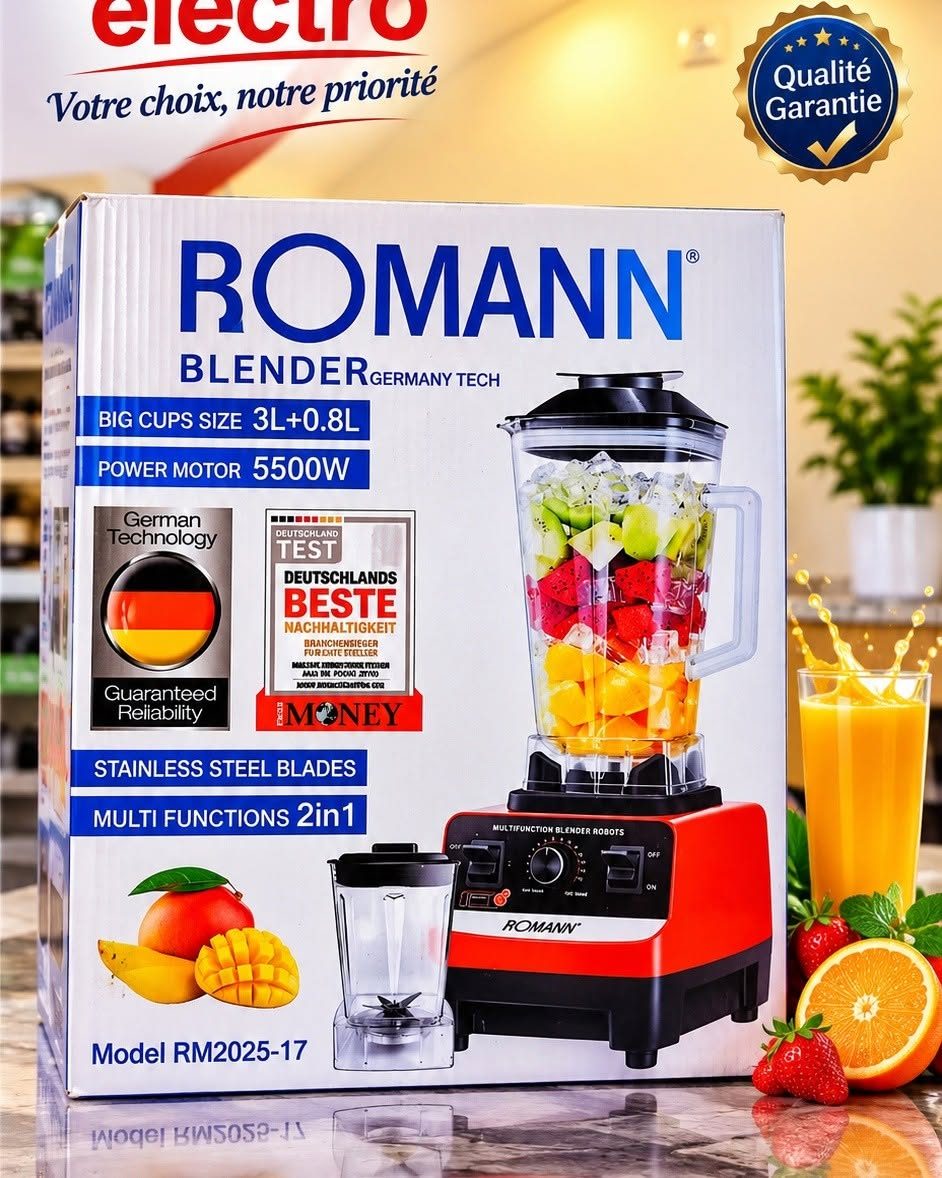 electro
Votre choix, notre priorité
Qualité
Garantie
ROMANN®
BLENDER GERMANY TECH
BIG CUPS SIZE 3L+0.8L
POWER MOTOR 5500W
German
Technology
Guaranteed
Reliability
DEUTSCHLAND
TEST
DEUTSCHLANDS
BESTE
NACHHALTIGKEIT
MONEY
STAINLESS STEEL BLADES
MULTI FUNCTIONS 2in1
MULTIFUNCTION BLENDER ROBOTS
OFF
ON
ROMANN
Model RM2025-17